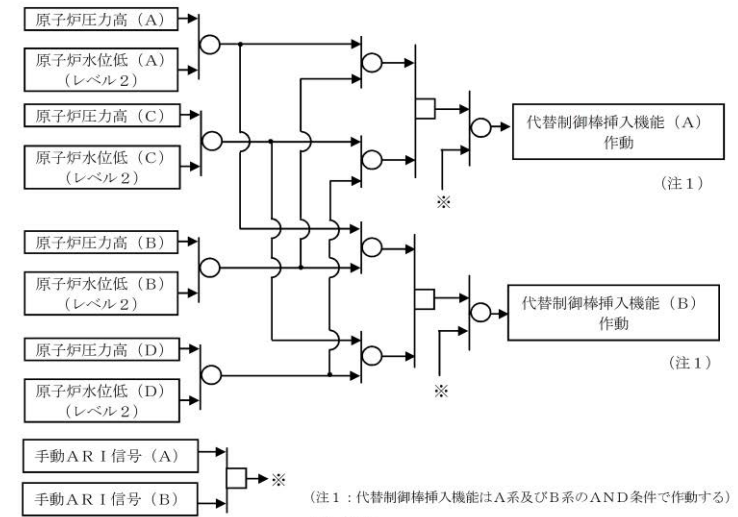 原子炉圧力高（Ａ）
原子炉水位低（Ａ）
（レベル２）
原子炉圧力高（Ｃ）
原子炉水位低（Ｃ）
（レベル２）
代替制御棒挿入機能（Ａ）
作動
（注１）
※
原子炉圧力高（Ｂ）
原子炉水位低（Ｂ）
（レベル２）
代替制御棒挿入機能（Ｂ）
作動
（注１）
※
原子炉圧力高（Ｄ）
原子炉水位低（Ｄ）
（レベル２）
手動ＡＲＩ信号（Ａ）
※
手動ＡＲＩ信号（Ｂ）
（注１：代替制御棒挿入機能はＡ系及びＢ系のＡＮＤ条件で作動する）